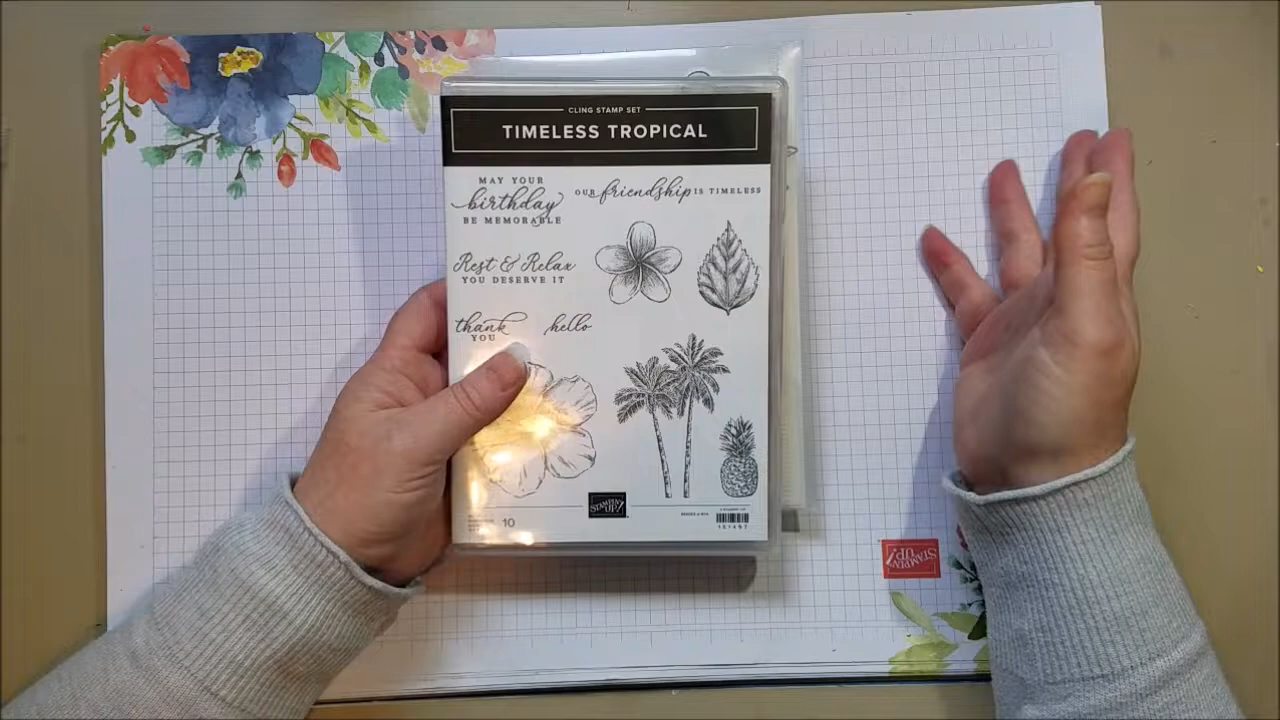 CLING STAMP SET
TIMELESS TROPICAL
MAY YOUR
birthday
BE MEMORABLE
OUR friendship IS TIMELESS
Rest & Relax
YOU DESERVE IT
thank
YOU
hello
STAMPIN' UP!
10
STAMPIN' UP!